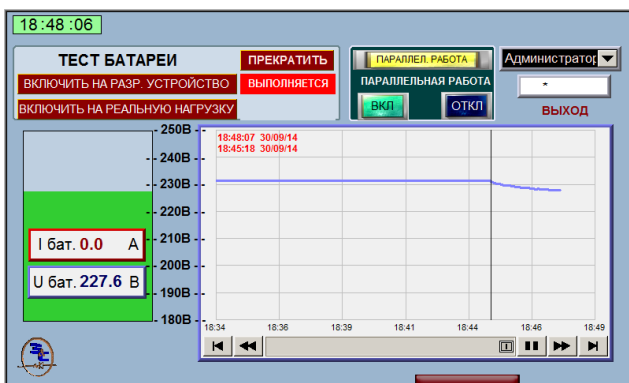 18:48:06
ТЕСТ БАТАРЕИ
ПРЕКРАТИТЬ
ВКЛЮЧИТЬ НА РАЗР. УСТРОЙСТВО
ВЫПОЛНЯЕТСЯ
ВКЛЮЧИТЬ НА РЕАЛЬНУЮ НАГРУЗКУ
ПАРАЛЛЕЛ. РАБОТА
ПАРАЛЛЕЛЬНАЯ РАБОТА
ВКЛ
ОТКЛ
Администратор
*
ВЫХОД
250В
240В
230В
220В
210В
200В
190В
180В
I бат. 0.0 А
U бат. 227.6 В
18:48:07 30/09/14
18:45:18 30/09/14
18:34 18:36 18:39 18:41 18:44 18:46 18:49